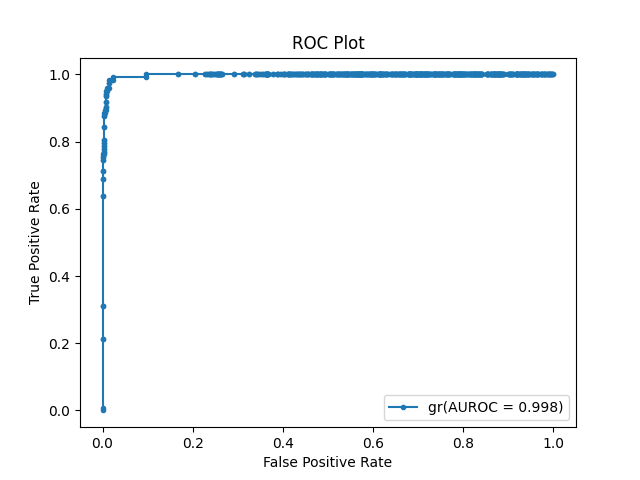 ROC Plot
True Positive Rate
1.0
0.8
0.6
0.4
0.2
0.0
gr(AUROC = 0.998)
0.0 0.2 0.4 0.6 0.8 1.0
False Positive Rate